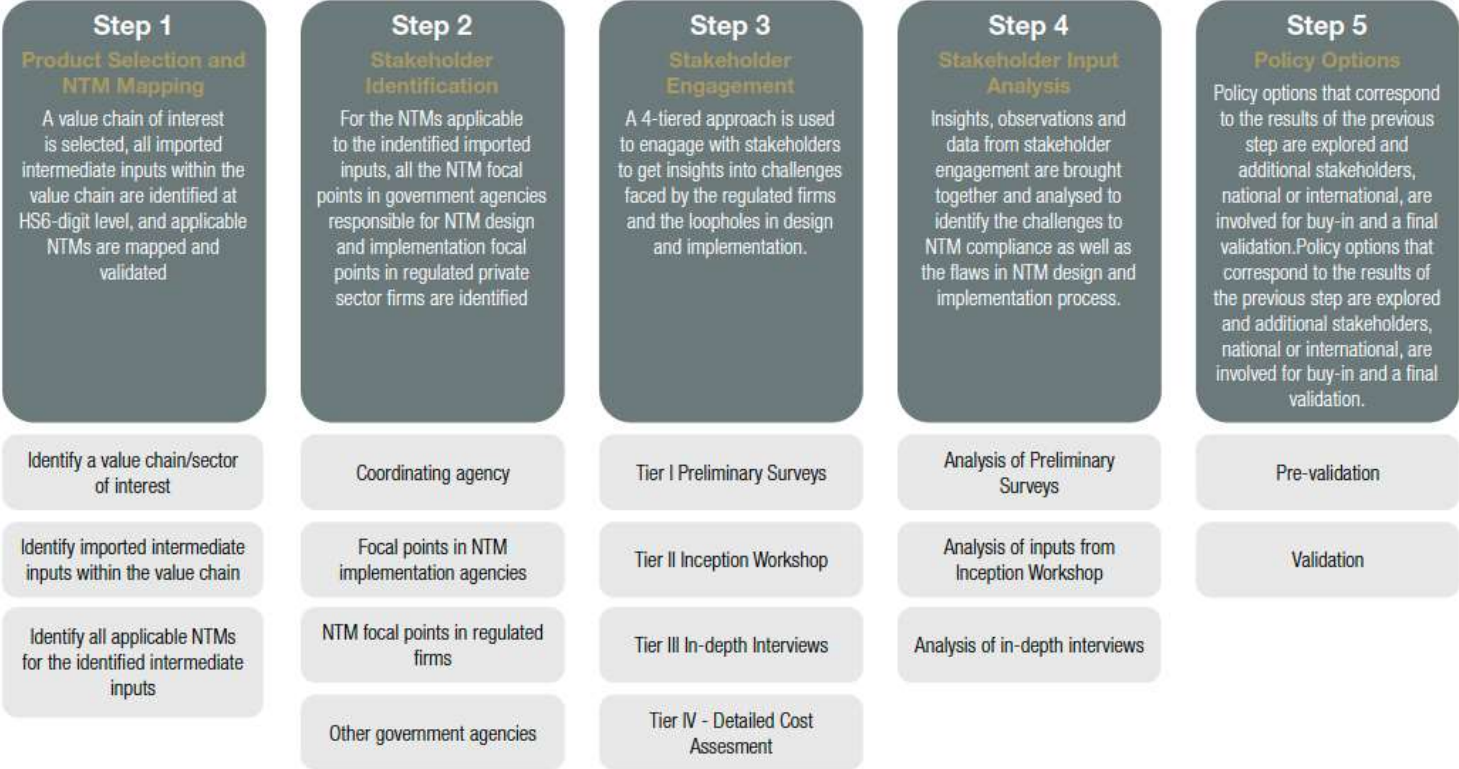 Step 1
Product Selection and
NTM Mapping
A value chain of interest
is selected, all imported
intermediate inputs within the
value chain are identified at
HS6-digit level, and applicable
NTMs are mapped and
validated
Identify a value chain/sector
of interest
Identify imported intermediate
inputs within the value chain
Identify all applicable NTMs
for the identified intermediate
inputs
Step 2
Stakeholder
Identification
For the NTMs applicable
to the indentified imported
inputs, all the NTM focal
points in government agencies
responsible for NTM design
and implementation focal
points in regulated private
sector firms are identified
Coordinating agency
Focal points in NTM
implementation agencies
NTM focal points in regulated
firms
Other government agencies
Step 3
Stakeholder
Engagement
A 4-tiered approach is used
to enagage with stakeholders
to get insights into challenges
faced by the regulated firms
and the loopholes in design
and implementation.
Tier I Preliminary Surveys
Tier II Inception Workshop
Tier III In-depth Interviews
Tier IV - Detailed Cost
Assesment
Step 4
Stakeholder Input
Analysis
Insights, observations and
data from stakeholder
engagement are brought
together and analysed to
identify the challenges to
NTM compliance as well as
the flaws in NTM design and
implementation process.
Analysis of Preliminary
Surveys
Analysis of inputs from
Inception Workshop
Analysis of in-depth interviews
Step 5
Policy Options
Policy options that correspond
to the results of the previous
step are explored and
additional stakeholders,
national or international, are
involved for buy-in and a final
validation.Policy options that
correspond to the results of
the previous step are explored
and additional stakeholders,
national or international, are
involved for buy-in and a final
validation.
Pre-validation
Validation